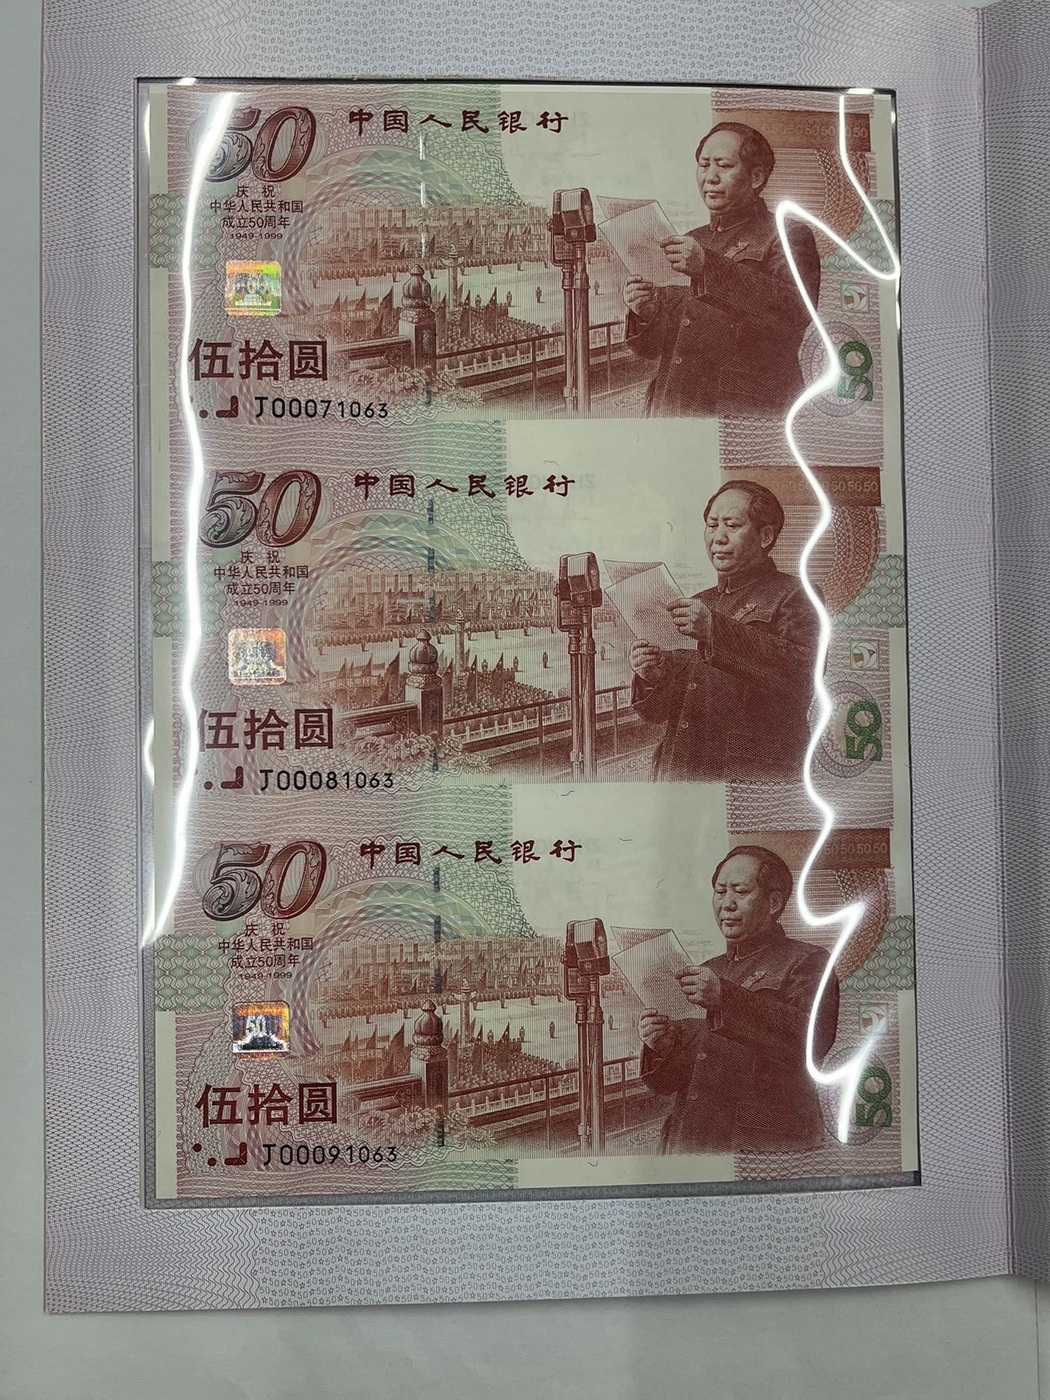 50
中国人民银行
庆祝
中华人民共和国
成立50周年
1949-1999
伍拾圆
J00071063
50
50
中国人民银行
庆祝
中华人民共和国
成立50周年
1949-1999
伍拾圆
J00081063
50
50
中国人民银行
庆祝
中华人民共和国
成立50周年
1949-1999
50
伍拾圆
J00091063
50